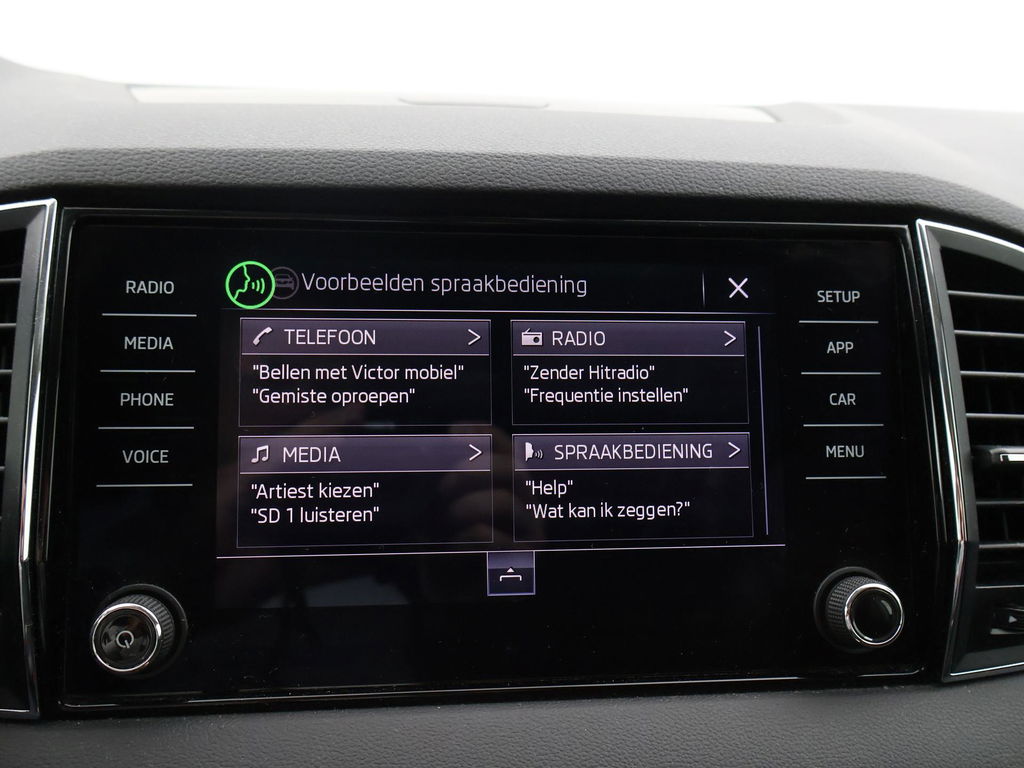 RADIO
MEDIA
PHONE
VOICE
Voorbeelden spraakbediening
TELEFOON
"Bellen met Victor mobiel"
"Gemiste oproepen"
RADIO
"Zender Hitradio"
"Frequentie instellen"
MEDIA
"Artiest kiezen"
"SD 1 luisteren"
SPRAAKBEDIENING
"Help"
"Wat kan ik zeggen?"
SETUP
APP
CAR
MENU